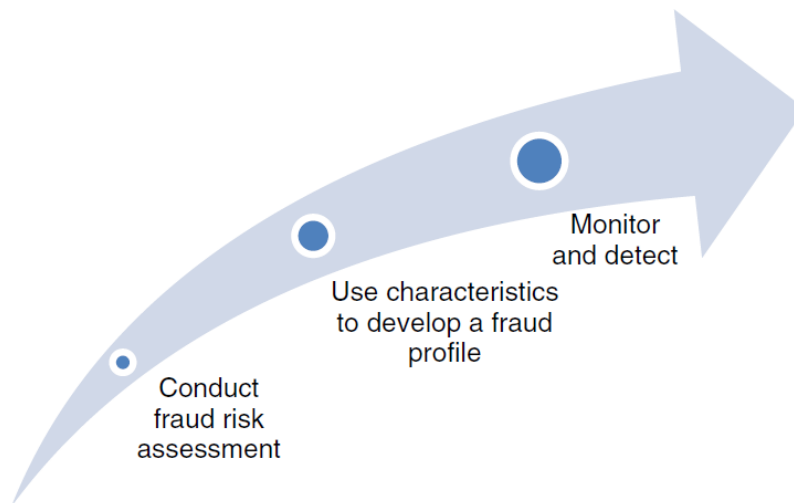 Monitor
and detect
Use characteristics
to develop a fraud
profile
Conduct
fraud risk
assessment